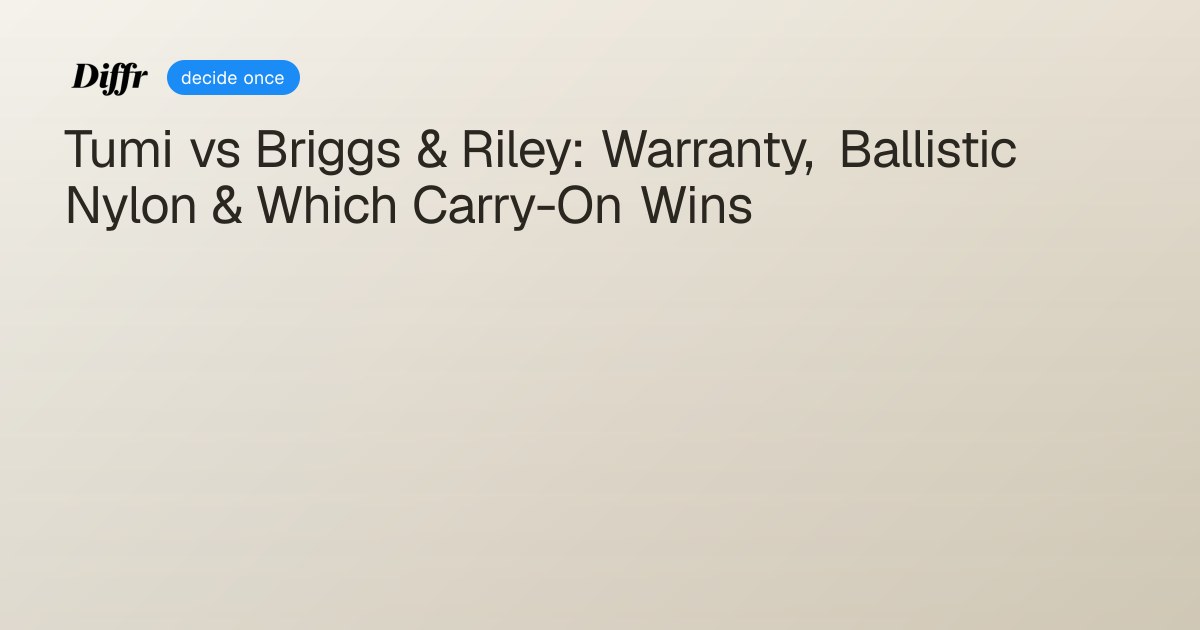 Diffr decide once
Tumi vs Briggs & Riley: Warranty, Ballistic
Nylon & Which Carry-On Wins